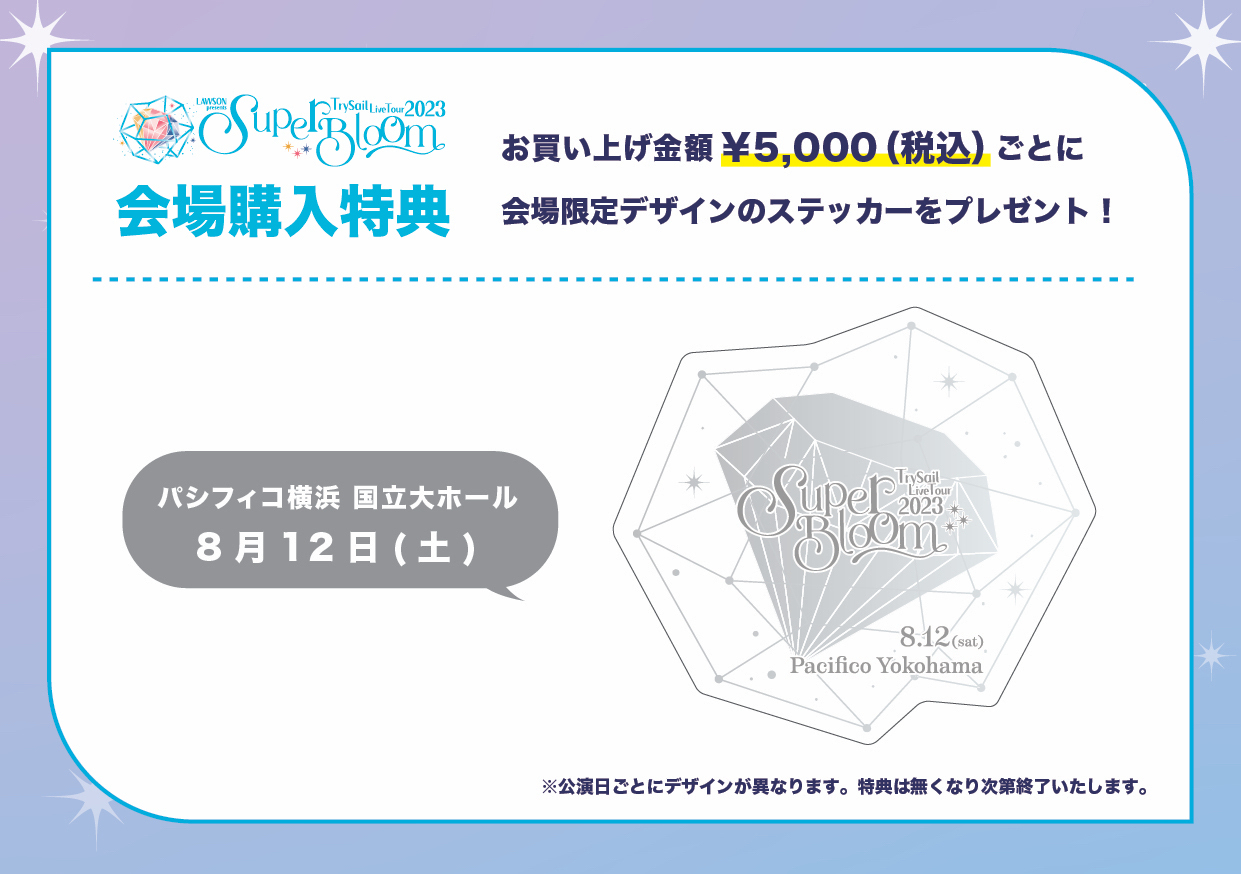 LAWSON presents
TrySail LiveTour 2023
SuperBloom
会場購入特典
お買い上げ金額 ¥5,000（税込）ごとに
会場限定デザインのステッカーをプレゼント！
パシフィコ横浜 国立大ホール
8月12日(土)
TrySail
LiveTour
2023
Super
Bloom
8.12(sat)
Pacifico Yokohama
※公演日ごとにデザインが異なります。特典は無くなり次第終了いたします。